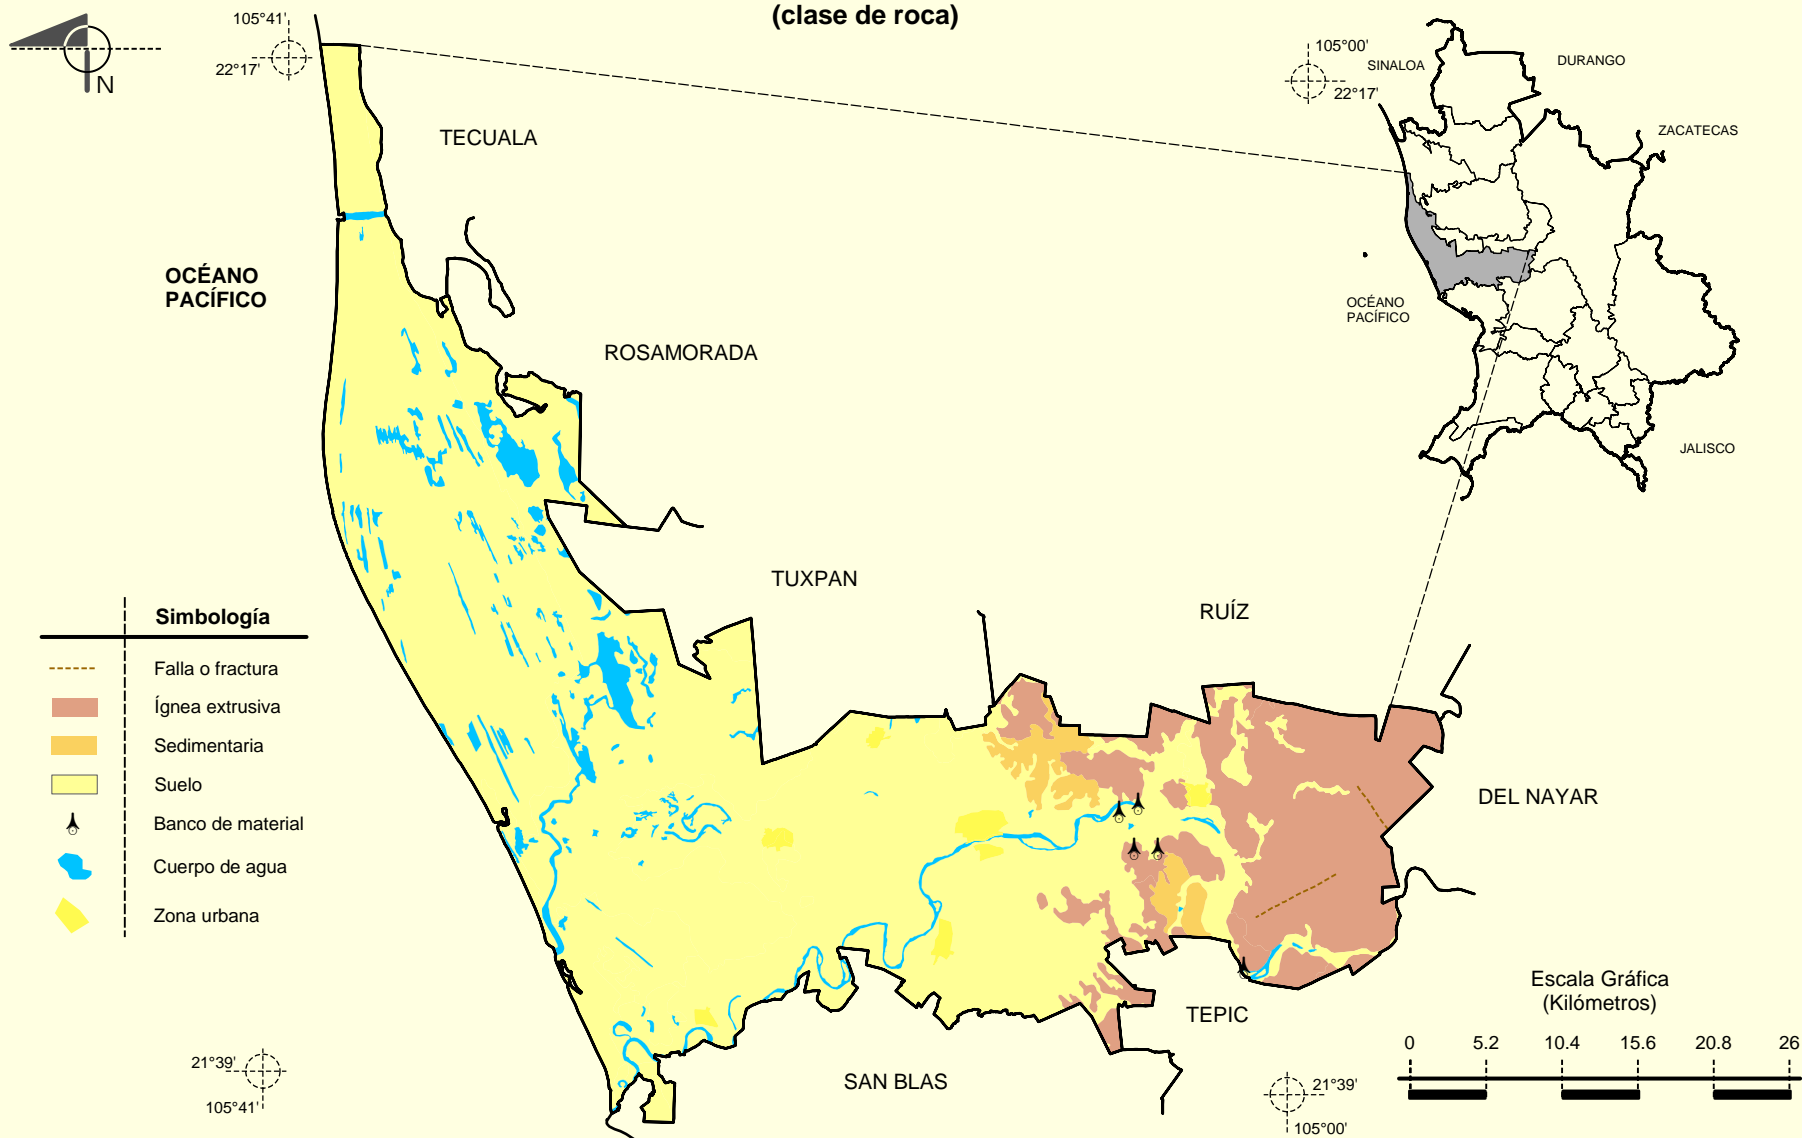 (clase de roca)
105°41'
22°17'
N
105°00'
22°17'
SINALOA
DURANGO
ZACATECAS
OCÉANO
PACÍFICO
JALISCO
TECUALA
OCÉANO
PACÍFICO
ROSAMORADA
TUXPAN
RUÍZ
DEL NAYAR
TEPIC
SAN BLAS
Simbología
Falla o fractura
Ígnea extrusiva
Sedimentaria
Suelo
Banco de material
Cuerpo de agua
Zona urbana
21°39'
105°41'
21°39'
105°00'
Escala Gráfica
(Kilómetros)
0 5.2 10.4 15.6 20.8 26